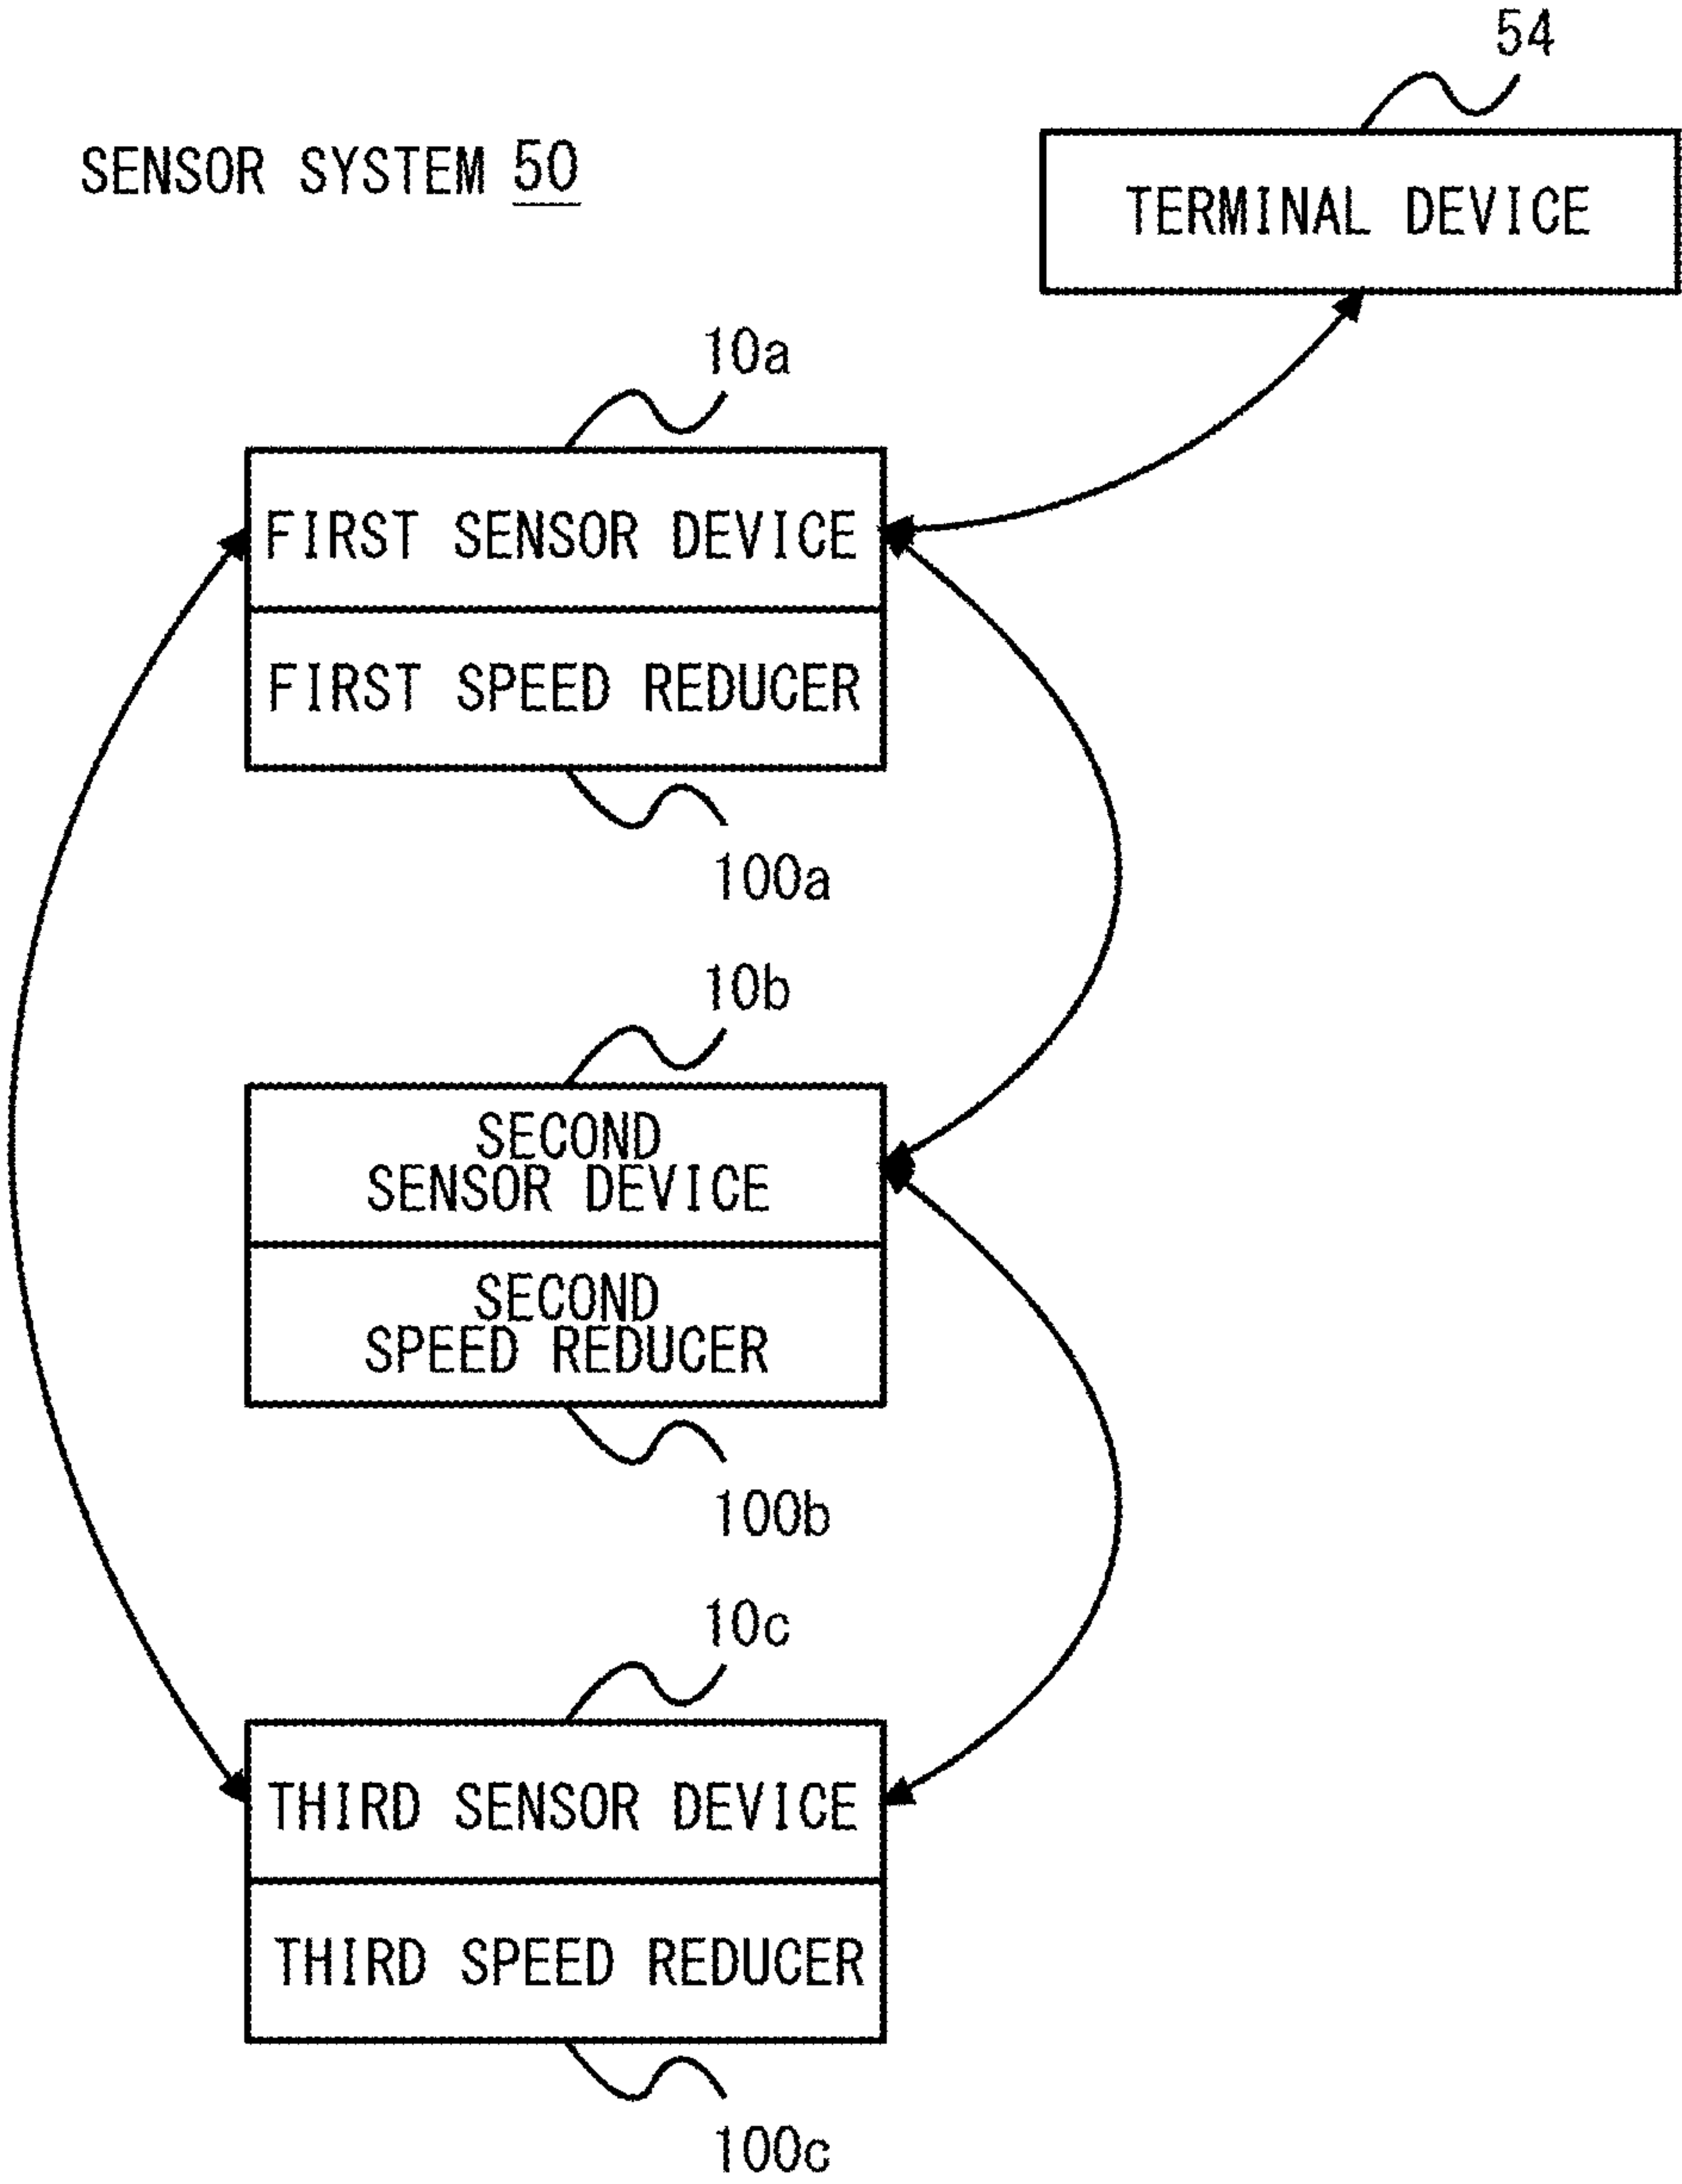 54
SENSOR SYSTEM 50
TERMINAL DEVICE
10a
FIRST SENSOR DEVICE
FIRST SPEED REDUCER
100a
10b
SECOND
SENSOR DEVICE
SECOND
SPEED REDUCER
100b
10c
THIRD SENSOR DEVICE
THIRD SPEED REDUCER
100c